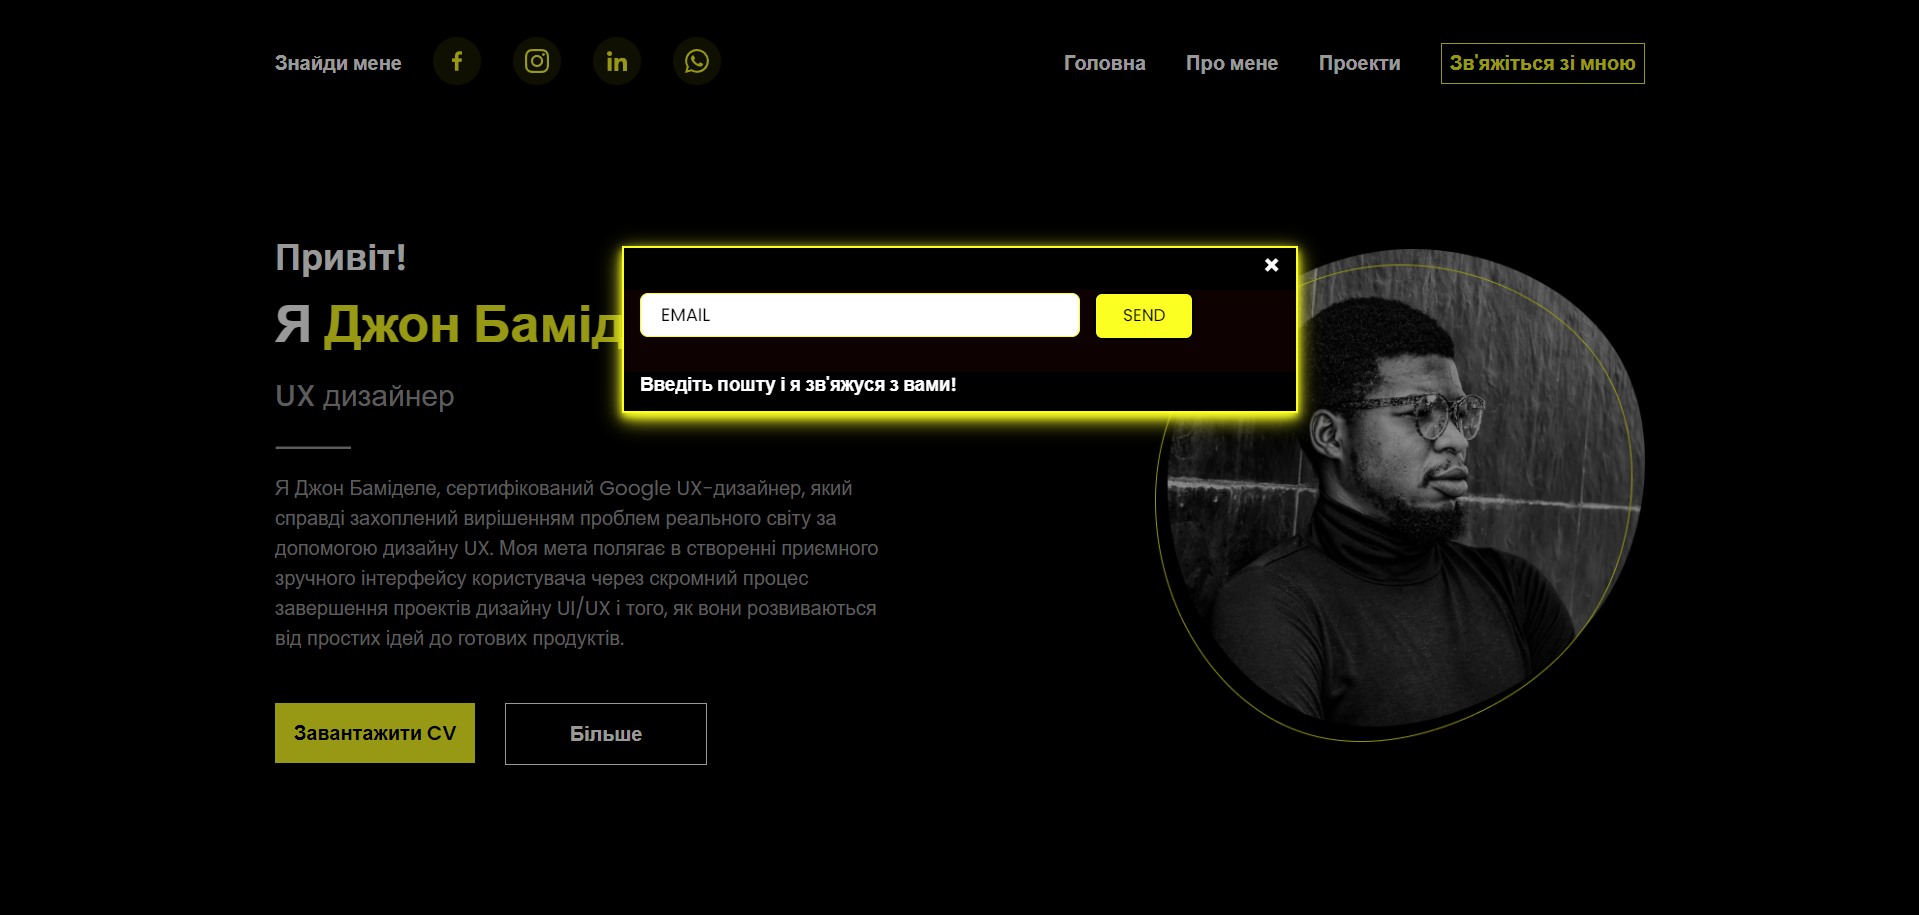 Знайди мене
Головна
Про мене
Проекти
Зв'яжіться зі мною
Привіт!
Я Джон Бамід
UX дизайнер
EMAIL
SEND
Введіть пошту і я зв'яжуся з вами!
Я Джон Баміделе, сертифікований Google UX-дизайнер, який
справді захоплений вирішенням проблем реального світу за
допомогою дизайну UX. Моя мета полягає в створенні приємного
зручного інтерфейсу користувача через скромний процес
завершення проектів дизайну UI/UX і того, як вони розвиваються
від простих ідей до готових продуктів.
Завантажити CV
Більше